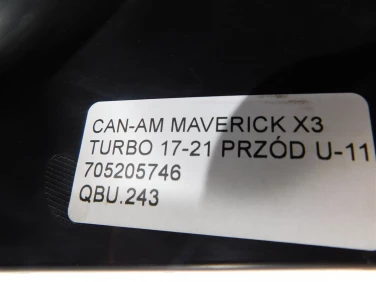 CAN-AM MAVERICK X3
TURBO 17-21 PRZÓD U-11
705205746
QBU.243